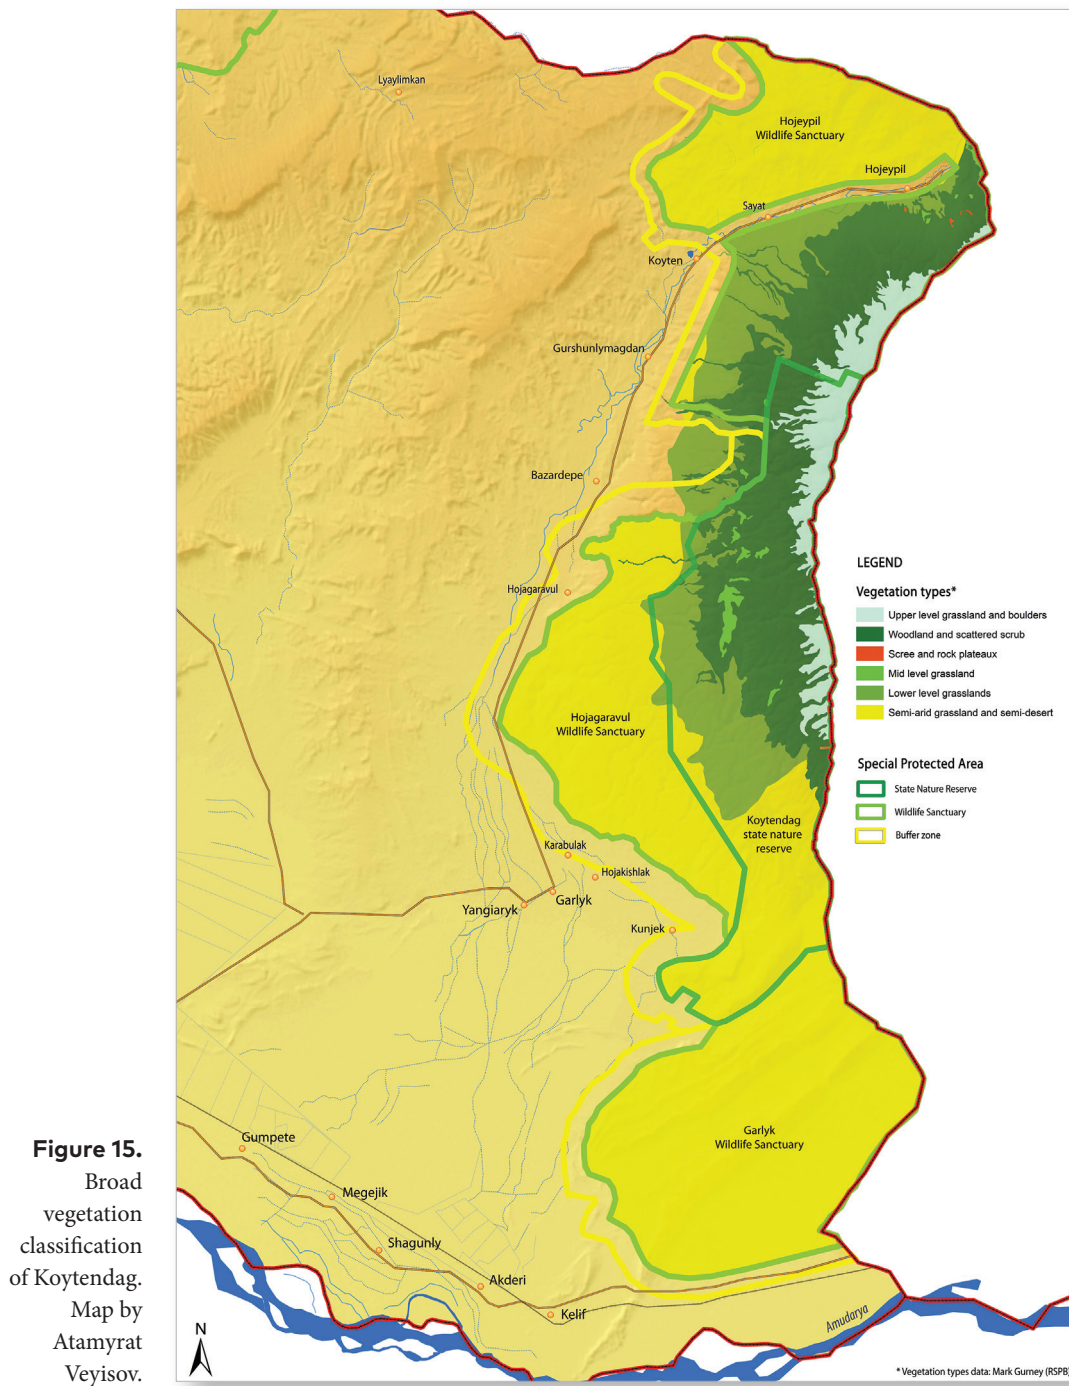 Lyaylimkan
Hojeypil
Wildlife Sanctuary
Hojeypil
Sayat
Koyten
Gurshunlymagdan
Bazardepe
Hojagaravul
Hojagaravul
Wildlife Sanctuary
LEGEND
Vegetation types*
Upper level grassland and boulders
Woodland and scattered scrub
Scree and rock plateaux
Mid level grassland
Lower level grasslands
Semi-arid grassland and semi-desert
Special Protected Area
State Nature Reserve
Wildlife Sanctuary
Buffer zone
Koytendag
state nature
reserve
Karabulak
Hojakishlak
Garlyk
Yangiaryk
Kunjek
Garlyk
Wildlife Sanctuary
Gumpete
Megejik
Shagunly
Akderi
Kelif
Amudarya
N
* Vegetation types data: Mark Gurney (RSPB)
Figure 15.
Broad
vegetation
classification
of Koytendag.
Map by
Atamyrat
Veyisov.